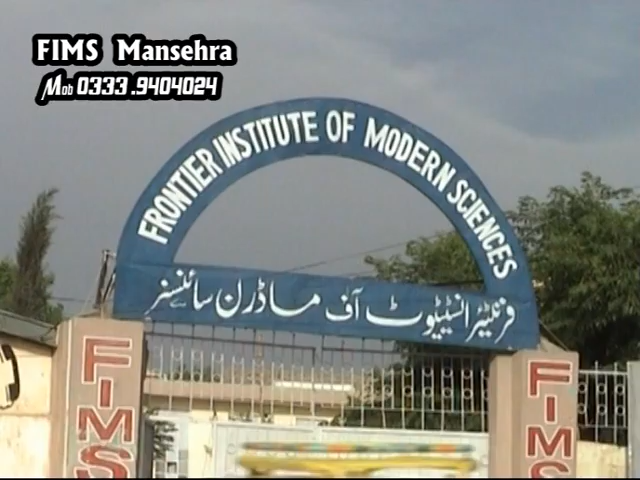 FIMS Mansehra
Mob 0333.9404024
FRONTIER INSTITUTE OF MODERN SCIENCES
فرنٹیئر انسٹیٹیوٹ آف ماڈرن سائنسز
FIMS
FIMS